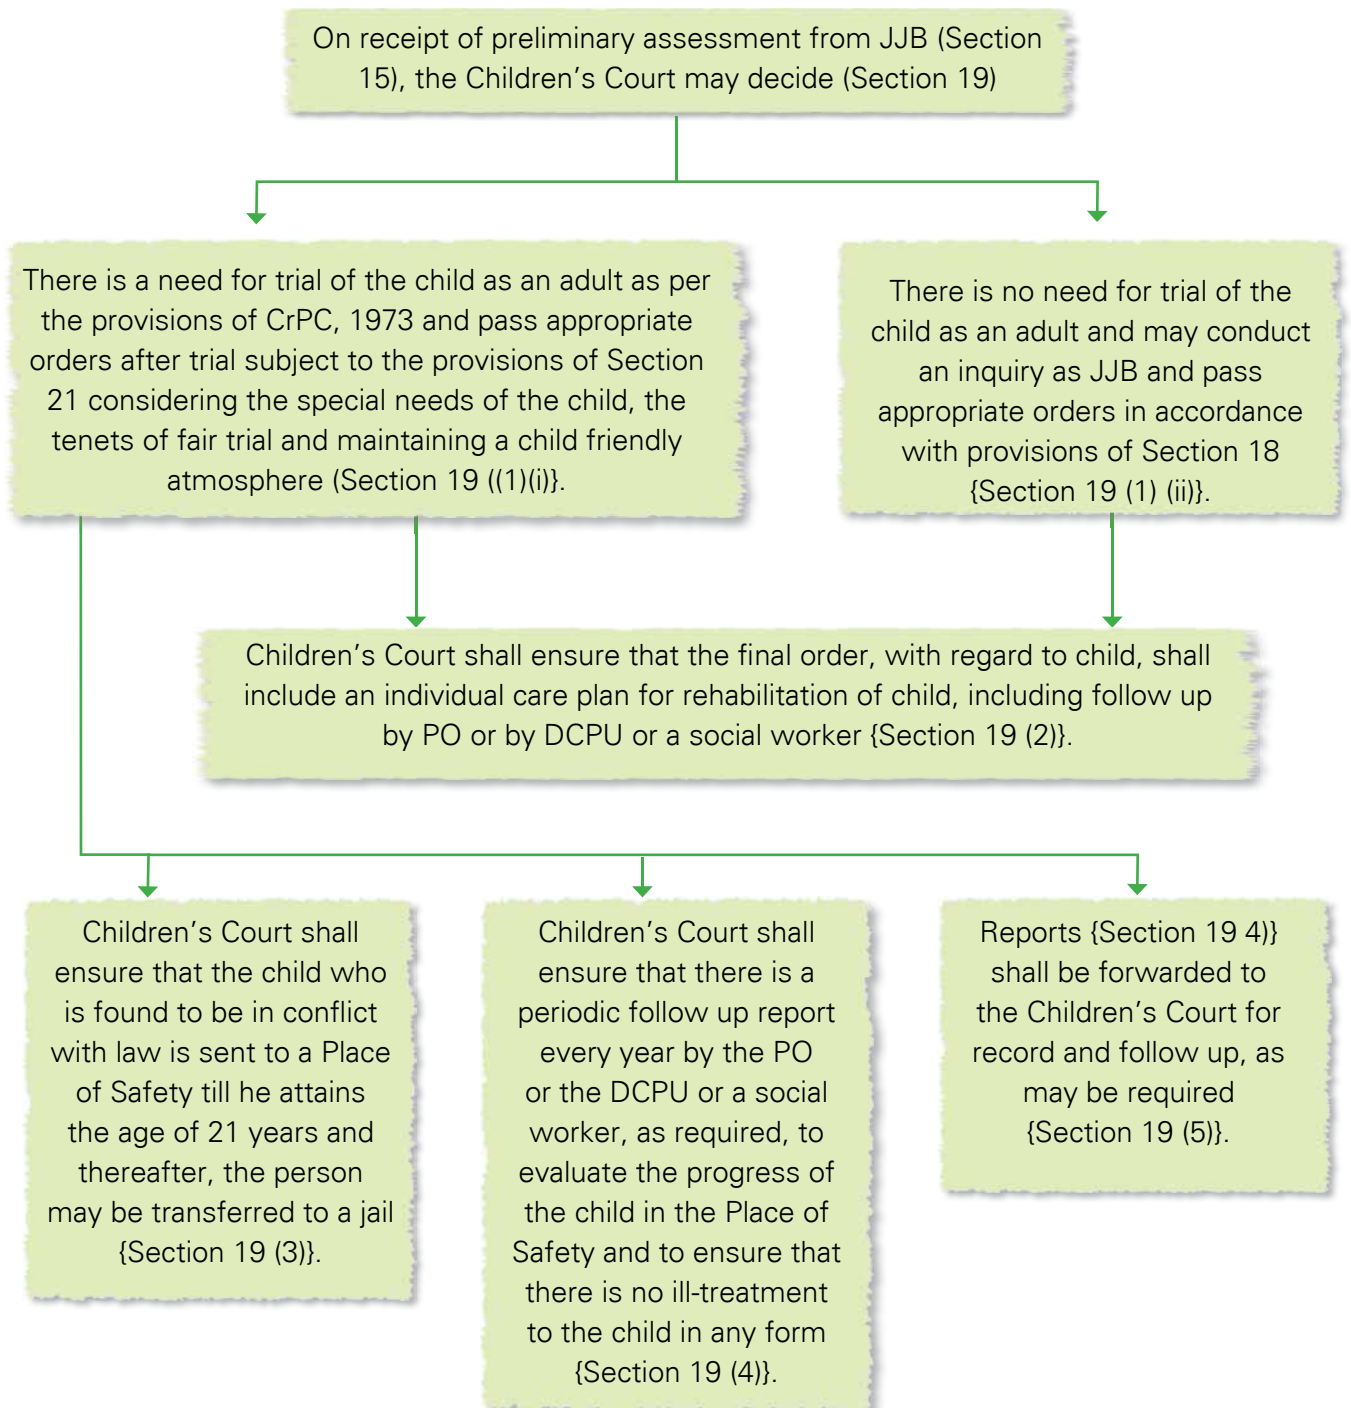 On receipt of preliminary assessment from JJB (Section
15), the Children's Court may decide (Section 19)
There is a need for trial of the child as an adult as per
the provisions of CrPC, 1973 and pass appropriate
orders after trial subject to the provisions of Section
21 considering the special needs of the child, the
tenets of fair trial and maintaining a child friendly
atmosphere (Section 19 ((1)(i)}.
There is no need for trial of the
child as an adult and may conduct
an inquiry as JJB and pass
appropriate orders in accordance
with provisions of Section 18
{Section 19 (1) (ii)}.
Children's Court shall ensure that the final order, with regard to child, shall
include an individual care plan for rehabilitation of child, including follow up
by PO or by DCPU or a social worker {Section 19 (2)}.
Children's Court shall
ensure that the child who
is found to be in conflict
with law is sent to a Place
of Safety till he attains
the age of 21 years and
thereafter, the person
may be transferred to a jail
{Section 19 (3)}.
Children's Court shall
ensure that there is a
periodic follow up report
every year by the PO
or the DCPU or a social
worker, as required, to
evaluate the progress of
the child in the Place of
Safety and to ensure that
there is no ill-treatment
to the child in any form
{Section 19 (4)}.
Reports {Section 19 4)}
shall be forwarded to
the Children's Court for
record and follow up, as
may be required
{Section 19 (5)}.